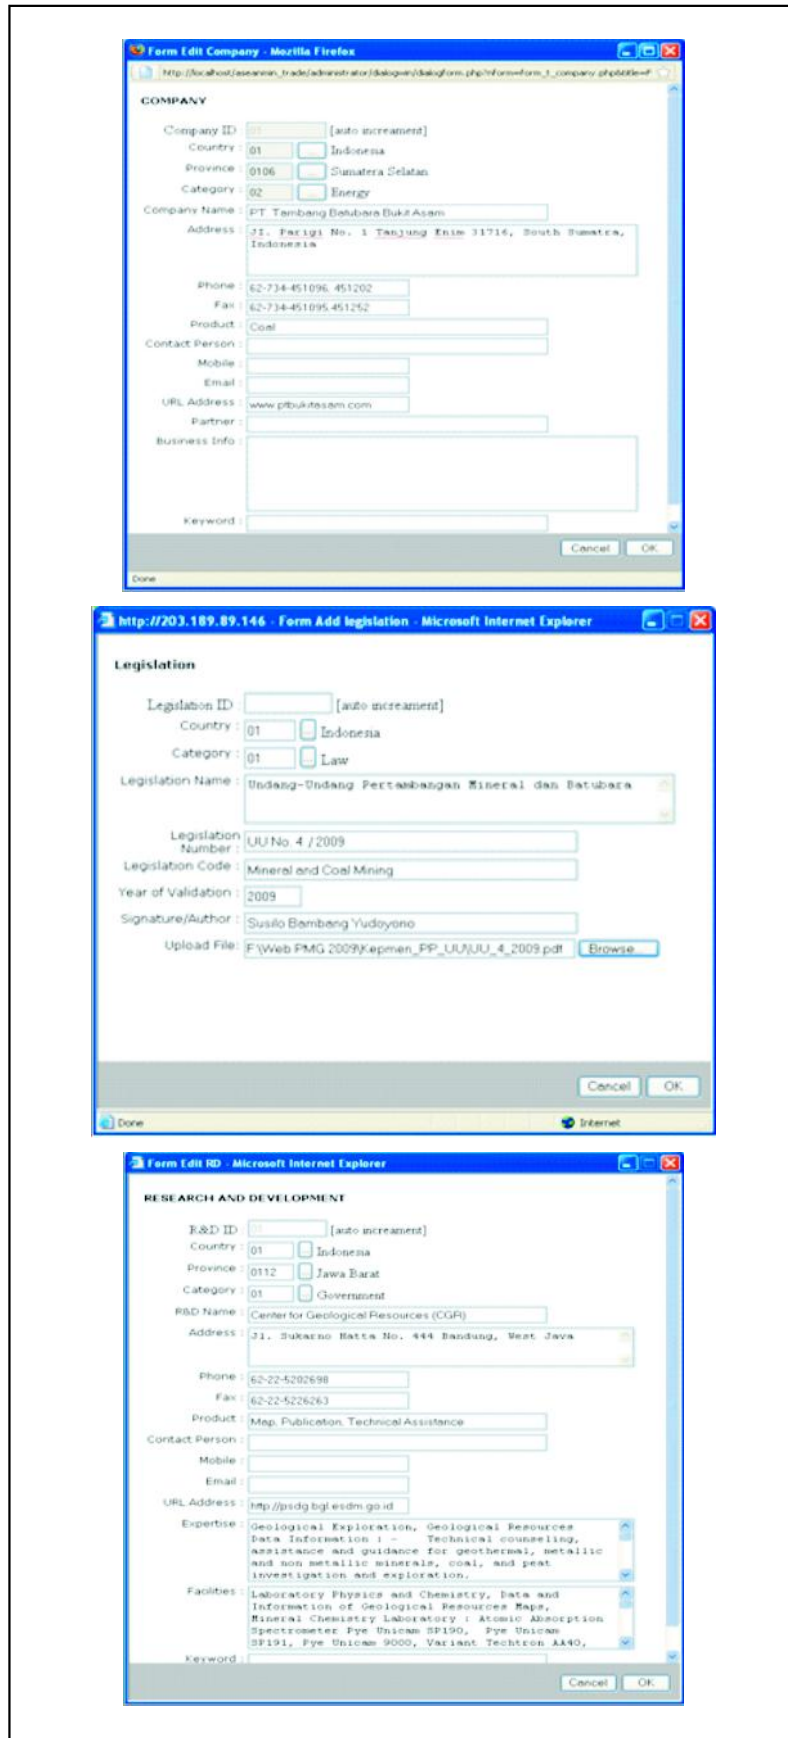 Form Edit Company - Mozilla Firefox
http://localhost/aseanmin_trade/administrator/dialogwin/dialogform.php?nform=form_t_company.php&title=F
COMPANY
Company ID [auto increament]
Country : 01 ... Indonesia
Province : 0106 ... Sumatera Selatan
Category : 02 ... Energy
Company Name : PT. Tambang Batubara Bukit Asam
Address : Jl. Parigi No. 1 Tanjung Enim 31716, South Sumatra,
Indonesia
Phone : 62-734-451096, 451202
Fax : 62-734-451095,451252
Product : Coal
Contact Person :
Mobile :
Email :
URL Address : www.ptbukitasam.com
Partner :
Business Info :
Keyword :
Cancel OK
Done
http://203.189.89.146 - Form Add legislation - Microsoft Internet Explorer
Legislation
Legislation ID : [auto increament]
Country : 01 ... Indonesia
Category : 01 ... Law
Legislation Name : Undang-Undang Pertambangan Mineral dan Batubara
Legislation
Number : UU No. 4 / 2009
Legislation Code : Mineral and Coal Mining
Year of Validation : 2009
Signature/Author : Susilo Bambang Yudoyono
Upload File: F:\Web PMG 2009\Kepmen_PP_UU\UU_4_2009.pdf Browse...
Cancel OK
Done Internet
Form Edit RD - Microsoft Internet Explorer
RESEARCH AND DEVELOPMENT
R&D ID [auto increament]
Country : 01 ... Indonesia
Province : 0112 ... Jawa Barat
Category : 01 ... Government
R&D Name : Center for Geological Resources (CGR)
Address : Jl. Sukarno Hatta No. 444 Bandung, West Java
Phone : 62-22-5202698
Fax : 62-22-5226263
Product : Map, Publication, Technical Assistance
Contact Person :
Mobile :
Email :
URL Address : http://psdg.bgl.esdm.go.id
Expertise : Geological Exploration, Geological Resources
Data Information : - Technical counseling,
assistance and guidance for geothermal, metallic
and non metallic minerals, coal, and peat
investigation and exploration.
Facilities : Laboratory Physics and Chemistry, Data and
Information of Geological Resources Maps,
Mineral Chemistry Laboratory : Atomic Absorption
Spectrometer Pye Unicam SP190, Pye Unicam
SP191, Pye Unicam 9000, Variant Techtron AA40,
Keyword :
Cancel OK